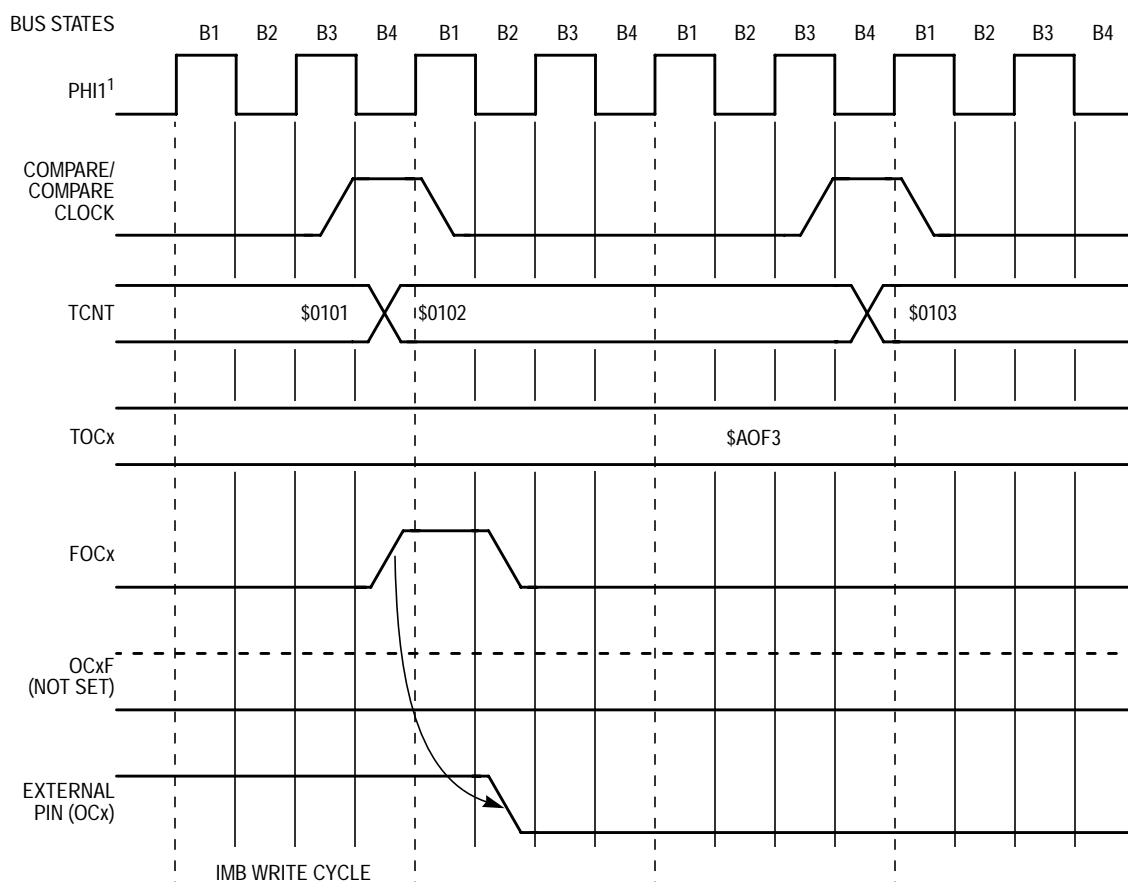 BUS STATES
B1 B2 B3 B4 B1 B2 B3 B4 B1 B2 B3 B4 B1 B2 B3 B4
PHI1¹
COMPARE/
COMPARE
CLOCK
TCNT $0101 $0102 $0103
TOCx $AOF3
FOCx
OCxF
(NOT SET)
EXTERNAL
PIN (OCx)
IMB WRITE CYCLE